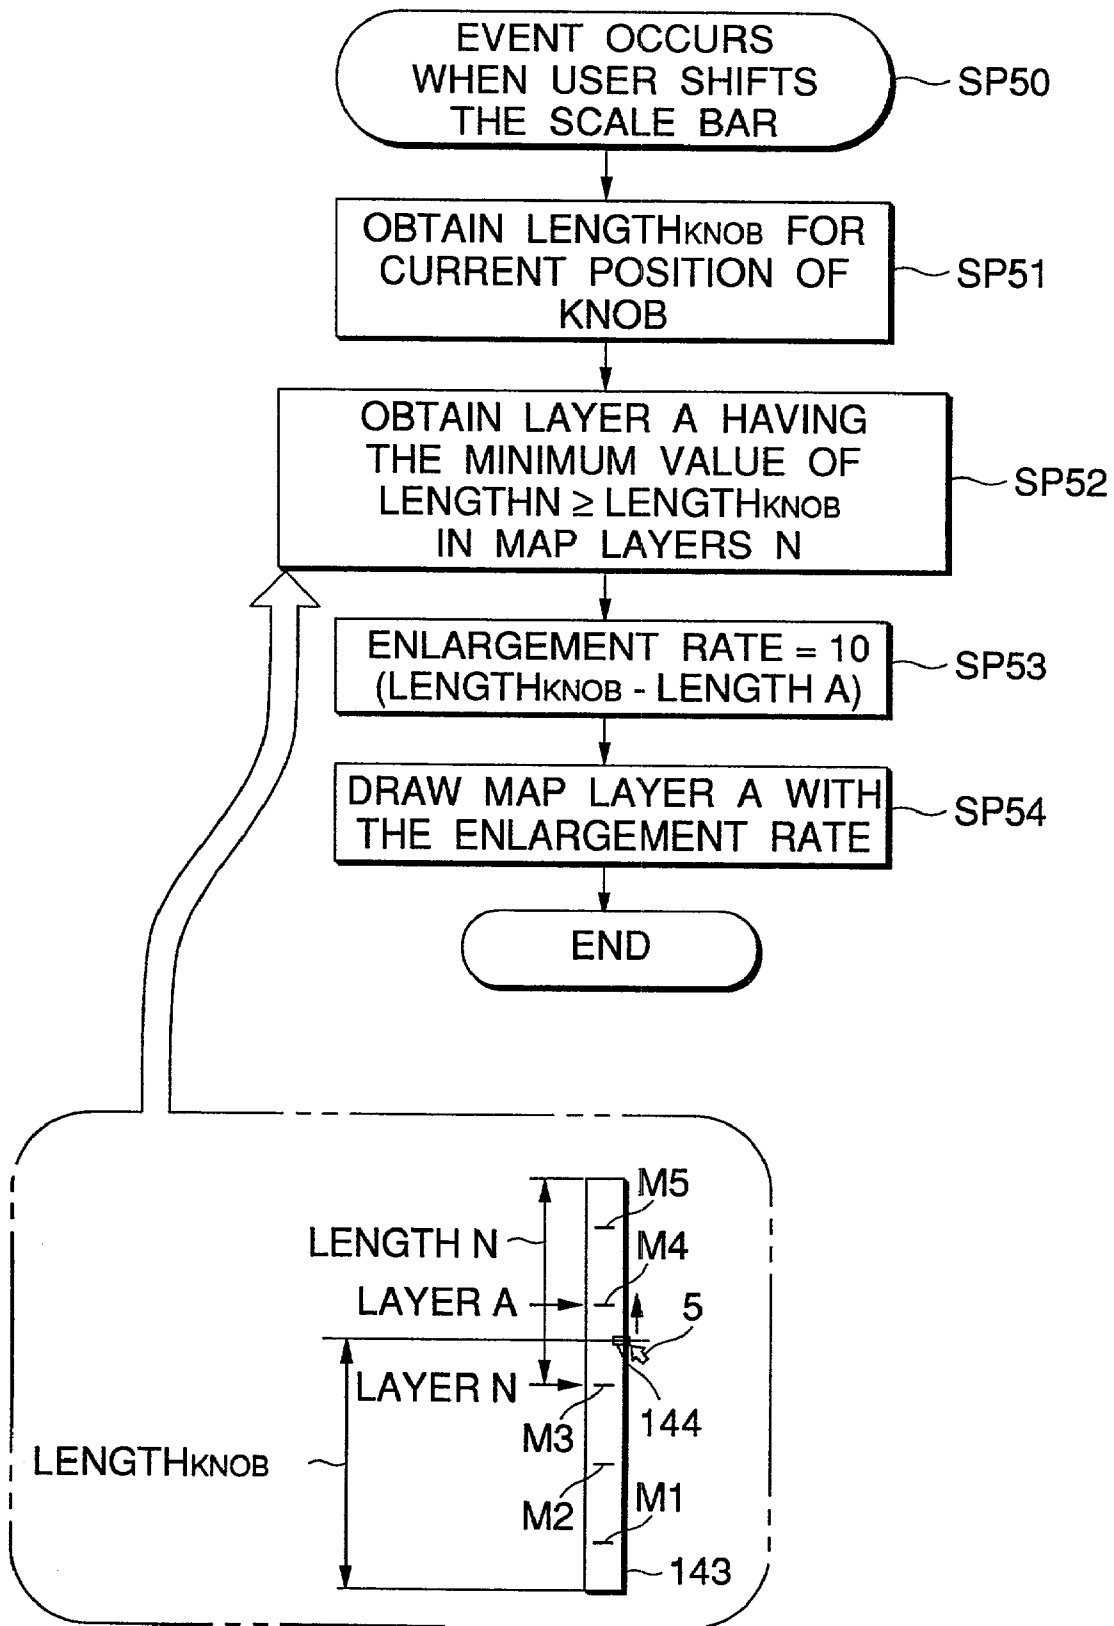 EVENT OCCURS
WHEN USER SHIFTS
THE SCALE BAR
SP50
OBTAIN LENGTHKNOB FOR
CURRENT POSITION OF
KNOB
SP51
OBTAIN LAYER A HAVING
THE MINIMUM VALUE OF
LENGTHN ≥ LENGTHKNOB
IN MAP LAYERS N
SP52
ENLARGEMENT RATE = 10
(LENGTHKNOB - LENGTH A)
SP53
DRAW MAP LAYER A WITH
THE ENLARGEMENT RATE
SP54
END
M5
LENGTH N
M4
LAYER A
5
LAYER N
144
M3
LENGTHKNOB
M2
M1
143